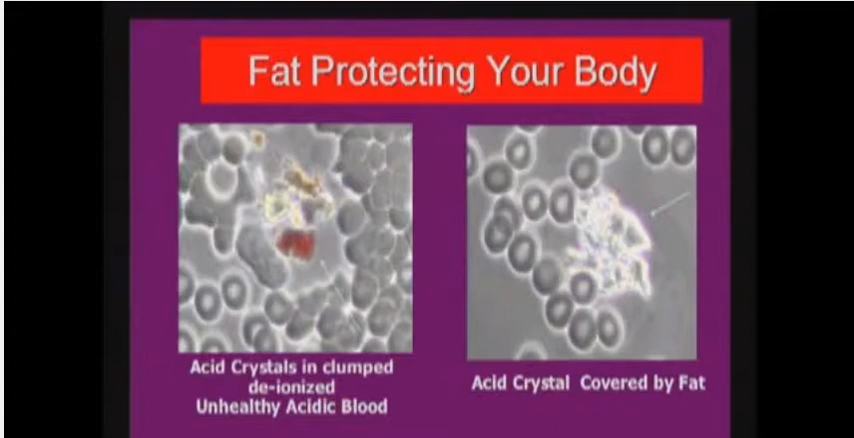 Fat Protecting Your Body
Acid Crystals in clumped
de-ionized
Unhealthy Acidic Blood
Acid Crystal Covered by Fat